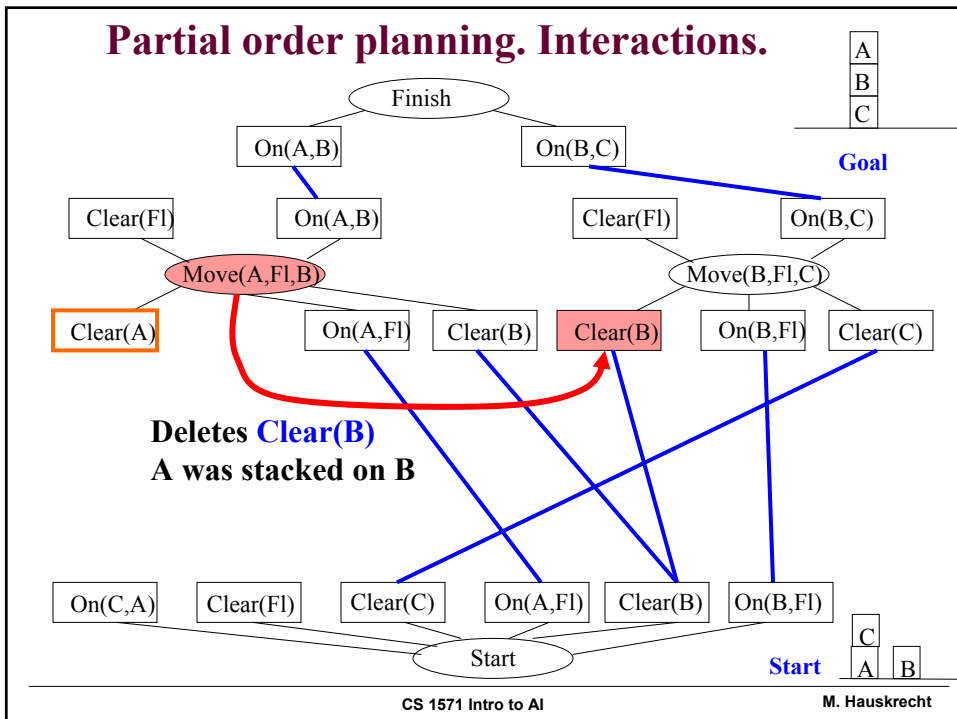 Partial order planning. Interactions.
A
B
C
Goal
Finish
On(A,B)
On(B,C)
Clear(Fl)
On(A,B)
Clear(Fl)
On(B,C)
Move(A,Fl,B)
Move(B,Fl,C)
Clear(A)
On(A,Fl)
Clear(B)
Clear(B)
On(B,Fl)
Clear(C)
Deletes Clear(B)
A was stacked on B
On(C,A)
Clear(Fl)
Clear(C)
On(A,Fl)
Clear(B)
On(B,Fl)
Start
Start
C
A B
CS 1571 Intro to AI
M. Hauskrecht